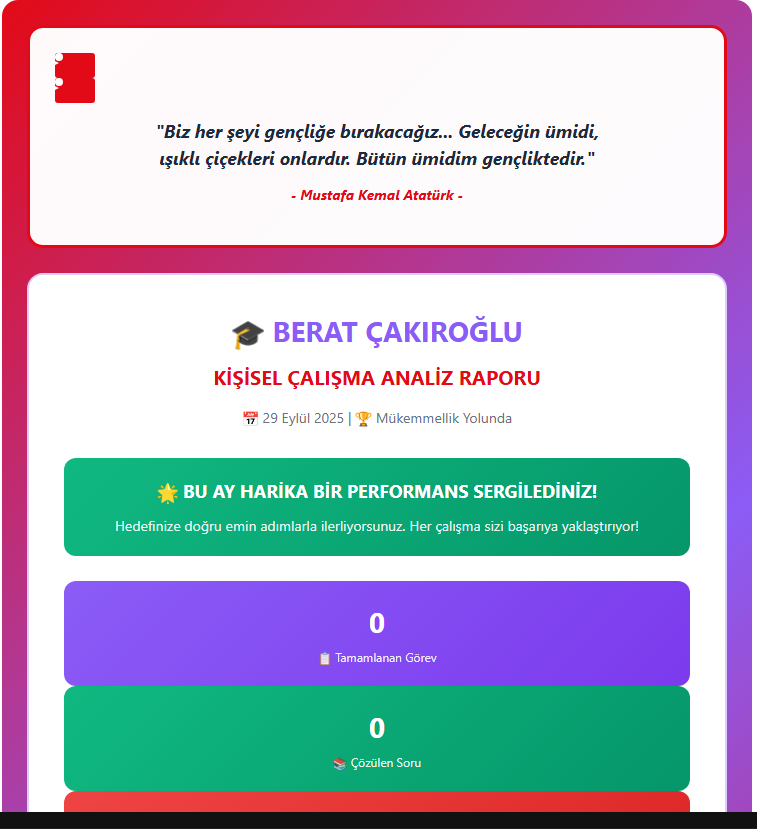 "Biz her şeyi gençliğe bırakacağız... Geleceğin ümidi,
ışıklı çiçekleri onlardır. Bütün ümidim gençliktedir."
- Mustafa Kemal Atatürk -
🎓 BERAT ÇAKIROĞLU
KİŞİSEL ÇALIŞMA ANALİZ RAPORU
📅 29 Eylül 2025 | 🏆 Mükemmellik Yolunda
🌟 BU AY HARİKA BİR PERFORMANS SERGİLEDİNİZ!
Hedefinize doğru emin adımlarla ilerliyorsunuz. Her çalışma sizi başarıya yaklaştırıyor!
0
📋 Tamamlanan Görev
0
📚 Çözülen Soru